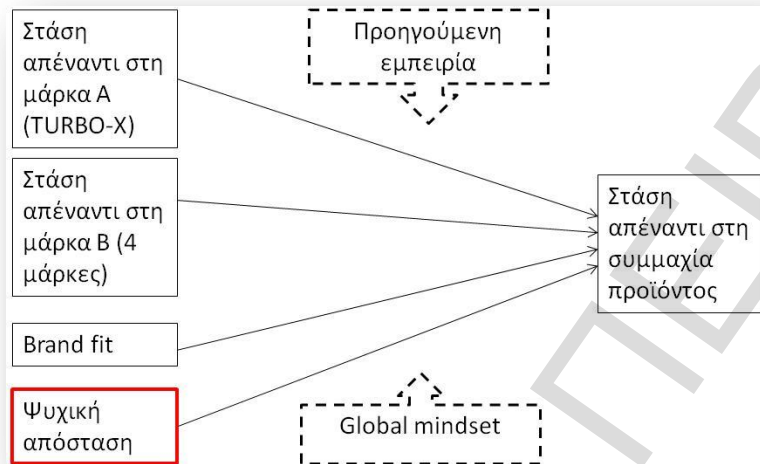 Στάση
απέναντι στη
μάρκα Α
(TURBO-X)
Προηγούμενη
εμπειρία
Στάση
απέναντι στη
μάρκα Β (4
μάρκες)
Στάση
απέναντι στη
συμμαχία
προϊόντος
Brand fit
Ψυχική
απόσταση
Global mindset